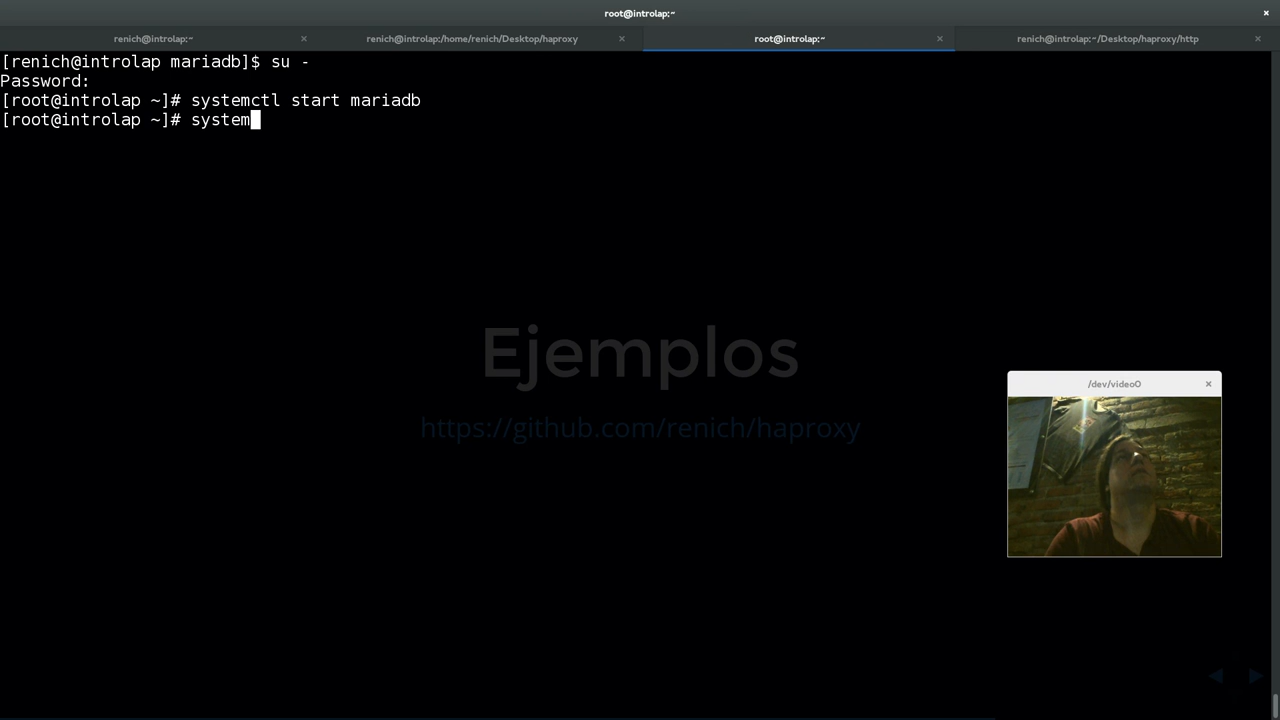 root@introlap:~
×
renich@introlap:~ ×
renich@introlap:/home/renich/Desktop/haproxy ×
root@introlap:~ ×
renich@introlap:~/Desktop/haproxy/http ×
[renich@introlap mariadb]$ su -
Password:
[root@introlap ~]# systemctl start mariadb
[root@introlap ~]# system
Ejemplos
/dev/video0 ×
https://github.com/renich/haproxy